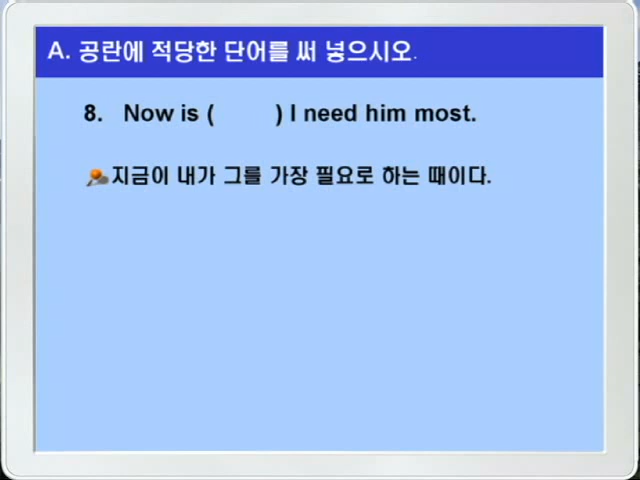 A. 공란에 적당한 단어를 써 넣으시오.
8. Now is ( ) I need him most.
지금이 내가 그를 가장 필요로 하는 때이다.